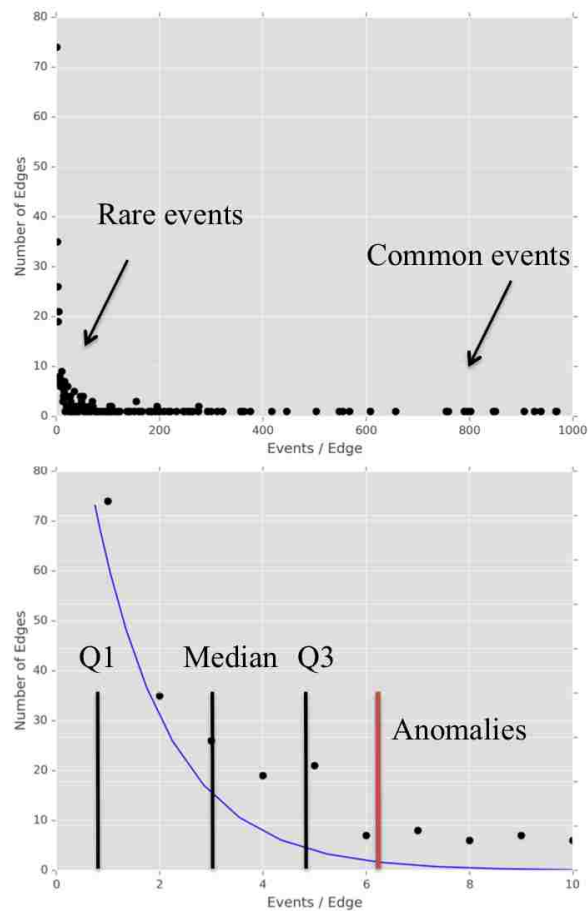 80
70
60
50
40
30
20
10
0
Number of Edges
Rare events
Common events
0 200 400 600 800 1000
Events / Edge
80
70
60
50
40
30
20
10
0
Number of Edges
Q1 Median Q3
Anomalies
0 2 4 6 8 10
Events / Edge